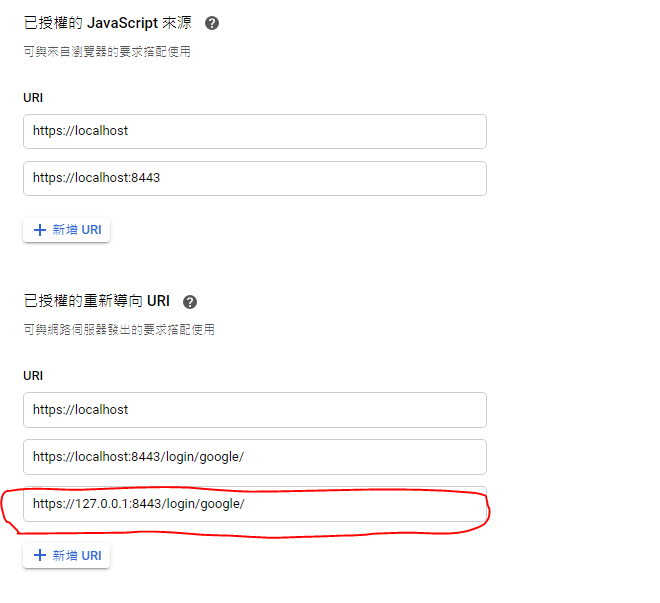 已授權的 JavaScript 來源
可與來自瀏覽器的要求搭配使用
URI
https://localhost
https://localhost:8443
新增 URI
已授權的重新導向 URI
可與網路伺服器發出的要求搭配使用
URI
https://localhost
https://localhost:8443/login/google/
https://127.0.0.1:8443/login/google/
新增 URI